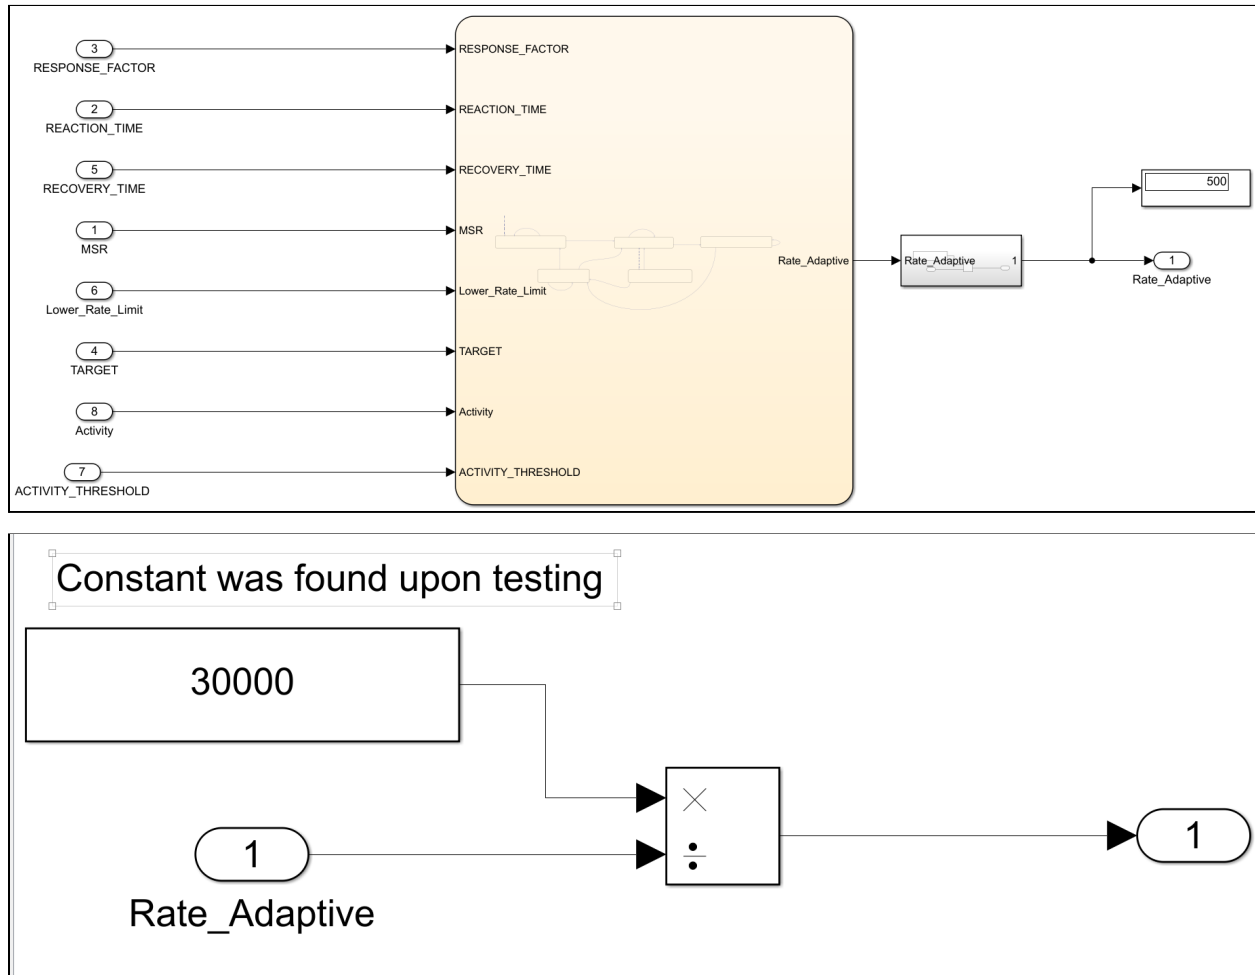 3
RESPONSE_FACTOR
RESPONSE_FACTOR
2
REACTION_TIME
REACTION_TIME
5
RECOVERY_TIME
RECOVERY_TIME
1
MSR
MSR
6
Lower_Rate_Limit
Lower_Rate_Limit
4
TARGET
TARGET
8
Activity
Activity
7
ACTIVITY_THRESHOLD
ACTIVITY_THRESHOLD
Rate_Adaptive
Rate_Adaptive 1
500
1
Rate_Adaptive
Constant was found upon testing
30000
×
÷
1
Rate_Adaptive
1